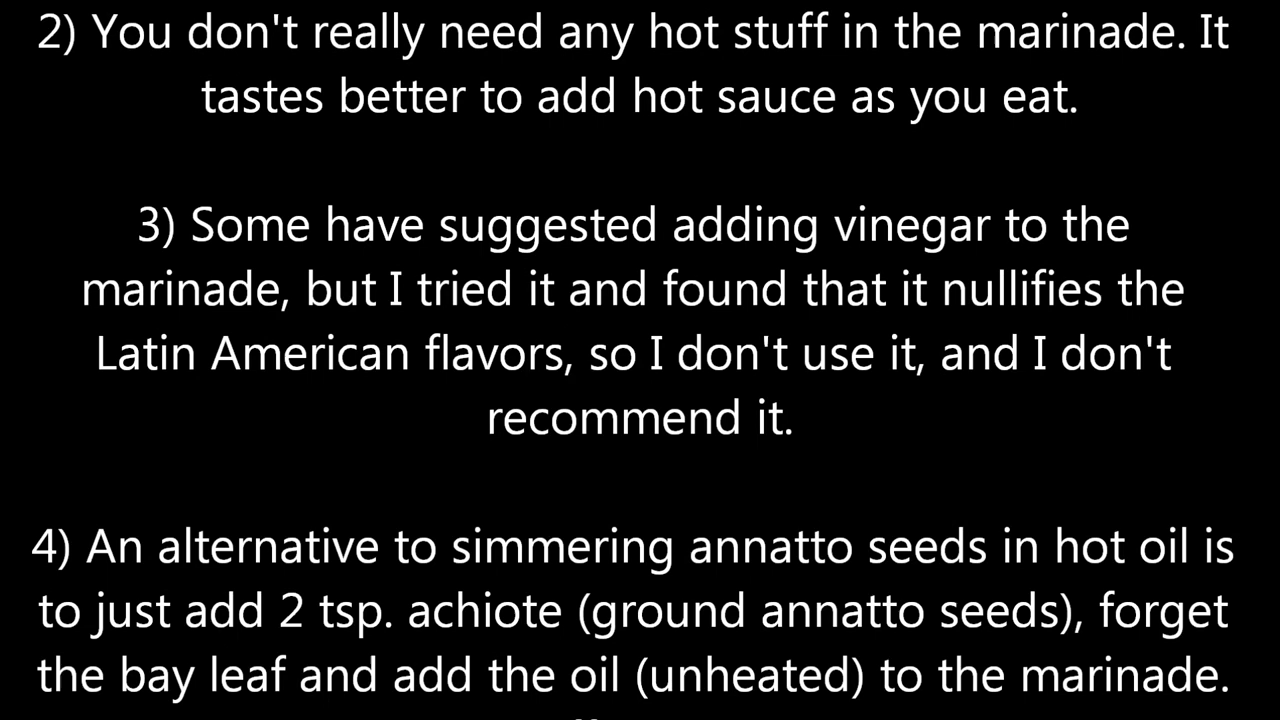 2) You don't really need any hot stuff in the marinade. It
tastes better to add hot sauce as you eat.
3) Some have suggested adding vinegar to the
marinade, but I tried it and found that it nullifies the
Latin American flavors, so I don't use it, and I don't
recommend it.
4) An alternative to simmering annatto seeds in hot oil is
to just add 2 tsp. achiote (ground annatto seeds), forget
the bay leaf and add the oil (unheated) to the marinade.